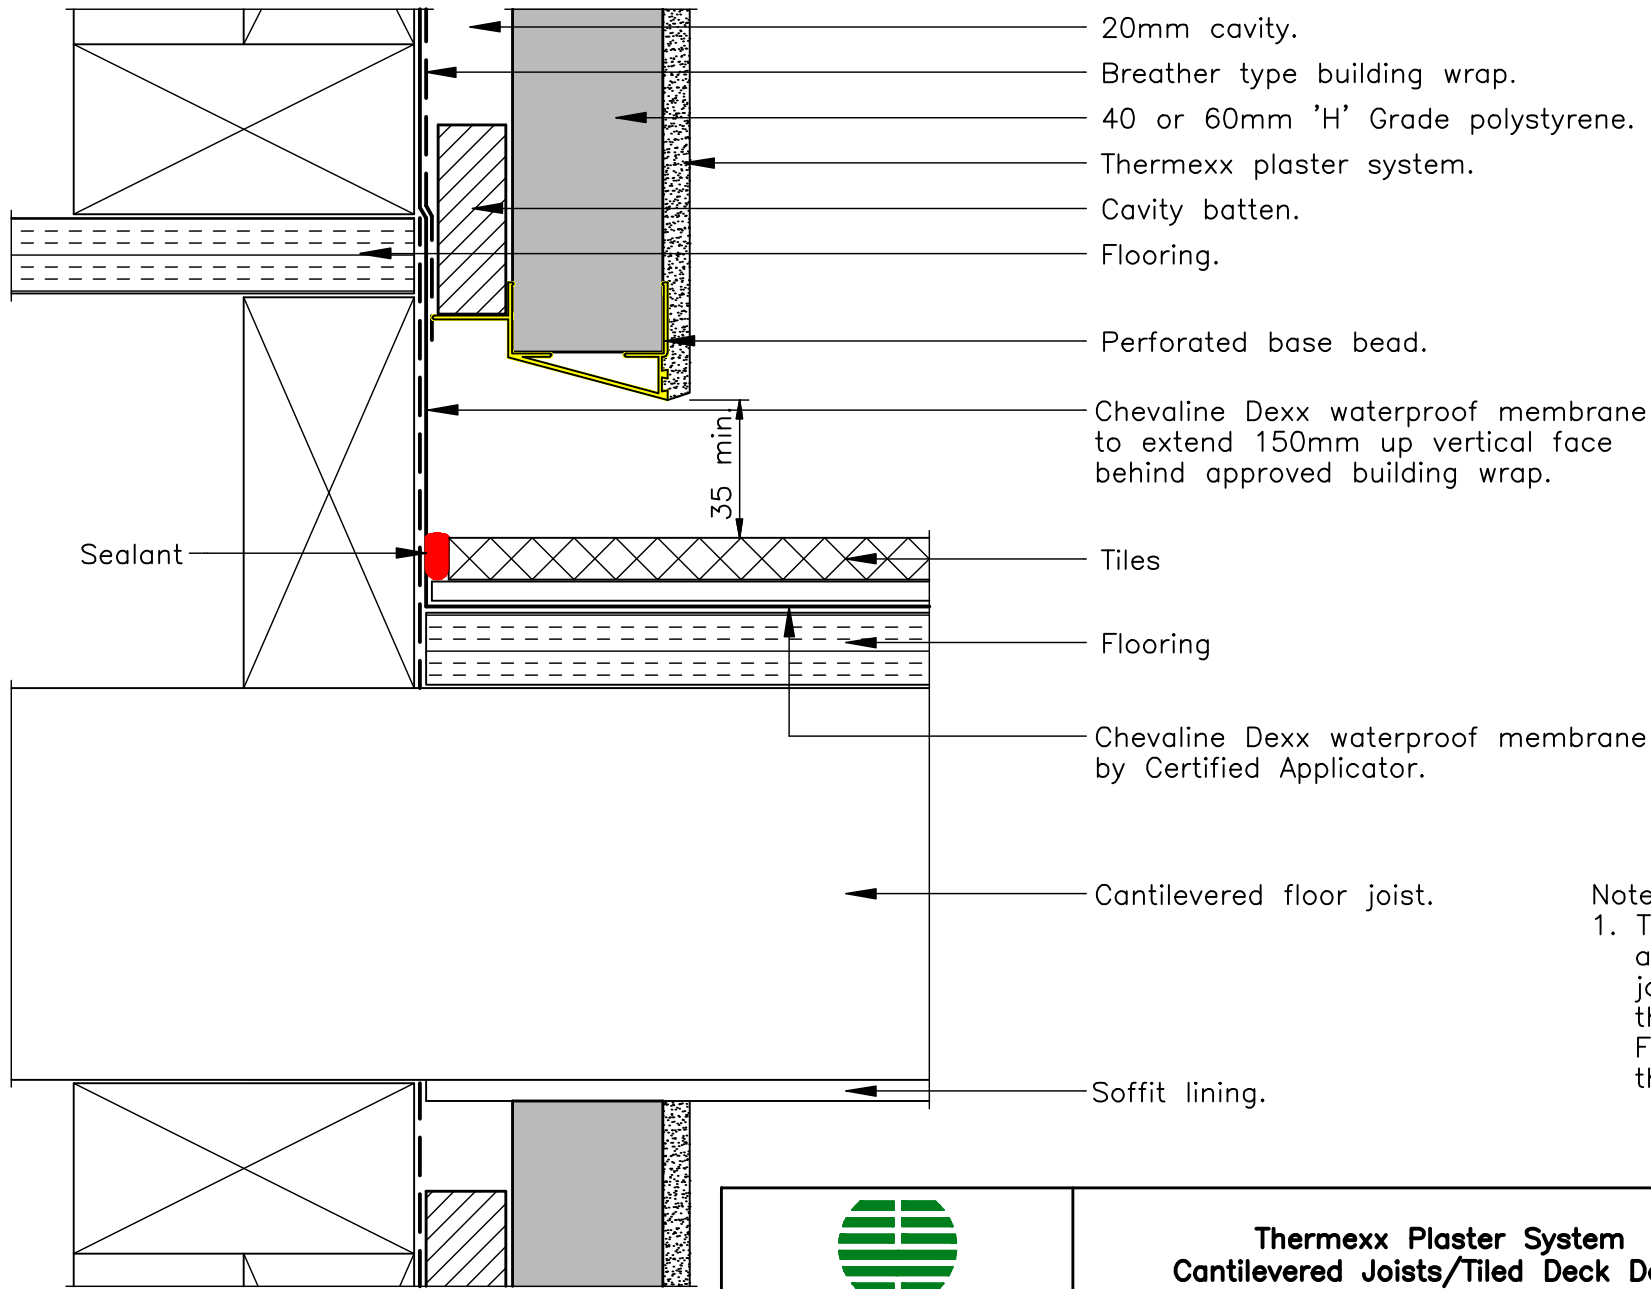 20mm cavity.
Breather type building wrap.
40 or 60mm 'H' Grade polystyrene.
Thermexx plaster system.
Cavity batten.
Flooring.
Perforated base bead.
Chevaline Dexx waterproof membrane
to extend 150mm up vertical face
behind approved building wrap.
35 min.
Sealant
Tiles
Flooring
Chevaline Dexx waterproof membrane
by Certified Applicator.
Cantilevered floor joist.
Note
1.
Soffit lining.
Thermexx Plaster System
Cantilevered Joists/Tiled Deck